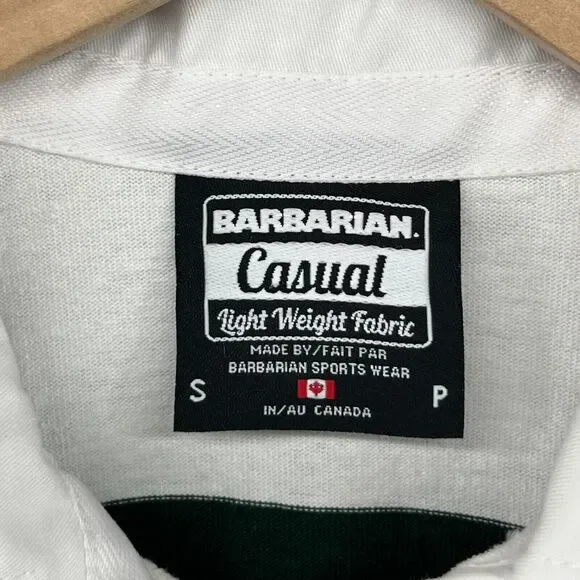 BARBARIAN.
Casual
Light Weight Fabric
MADE BY/FAIT PAR
BARBARIAN SPORTS WEAR
S P
IN/AU CANADA